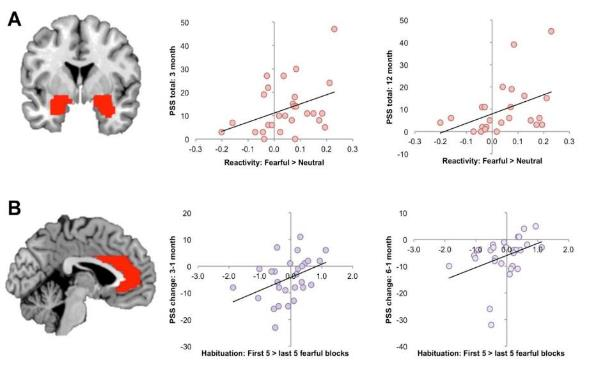 A
PSS total: 3 month
50
40
30
20
10
0
-0.3 -0.2 -0.1 0.0 0.1 0.2 0.3
Reactivity: Fearful > Neutral
PSS total: 12 month
50
40
30
20
10
0
-10
-0.3 -0.2 -0.1 0.0 0.1 0.2 0.3
Reactivity: Fearful > Neutral
B
PSS change: 3-1 month
20
10
0
-10
-20
-30
-3.0 -2.0 -1.0 0.0 1.0 2.0
Habituation: First 5 > last 5 fearful blocks
PSS change: 6-1 month
10
0
-10
-20
-30
-40
-3.0 -2.0 -1.0 0.0 1.0 2.0
Habituation: First 5 > last 5 fearful blocks